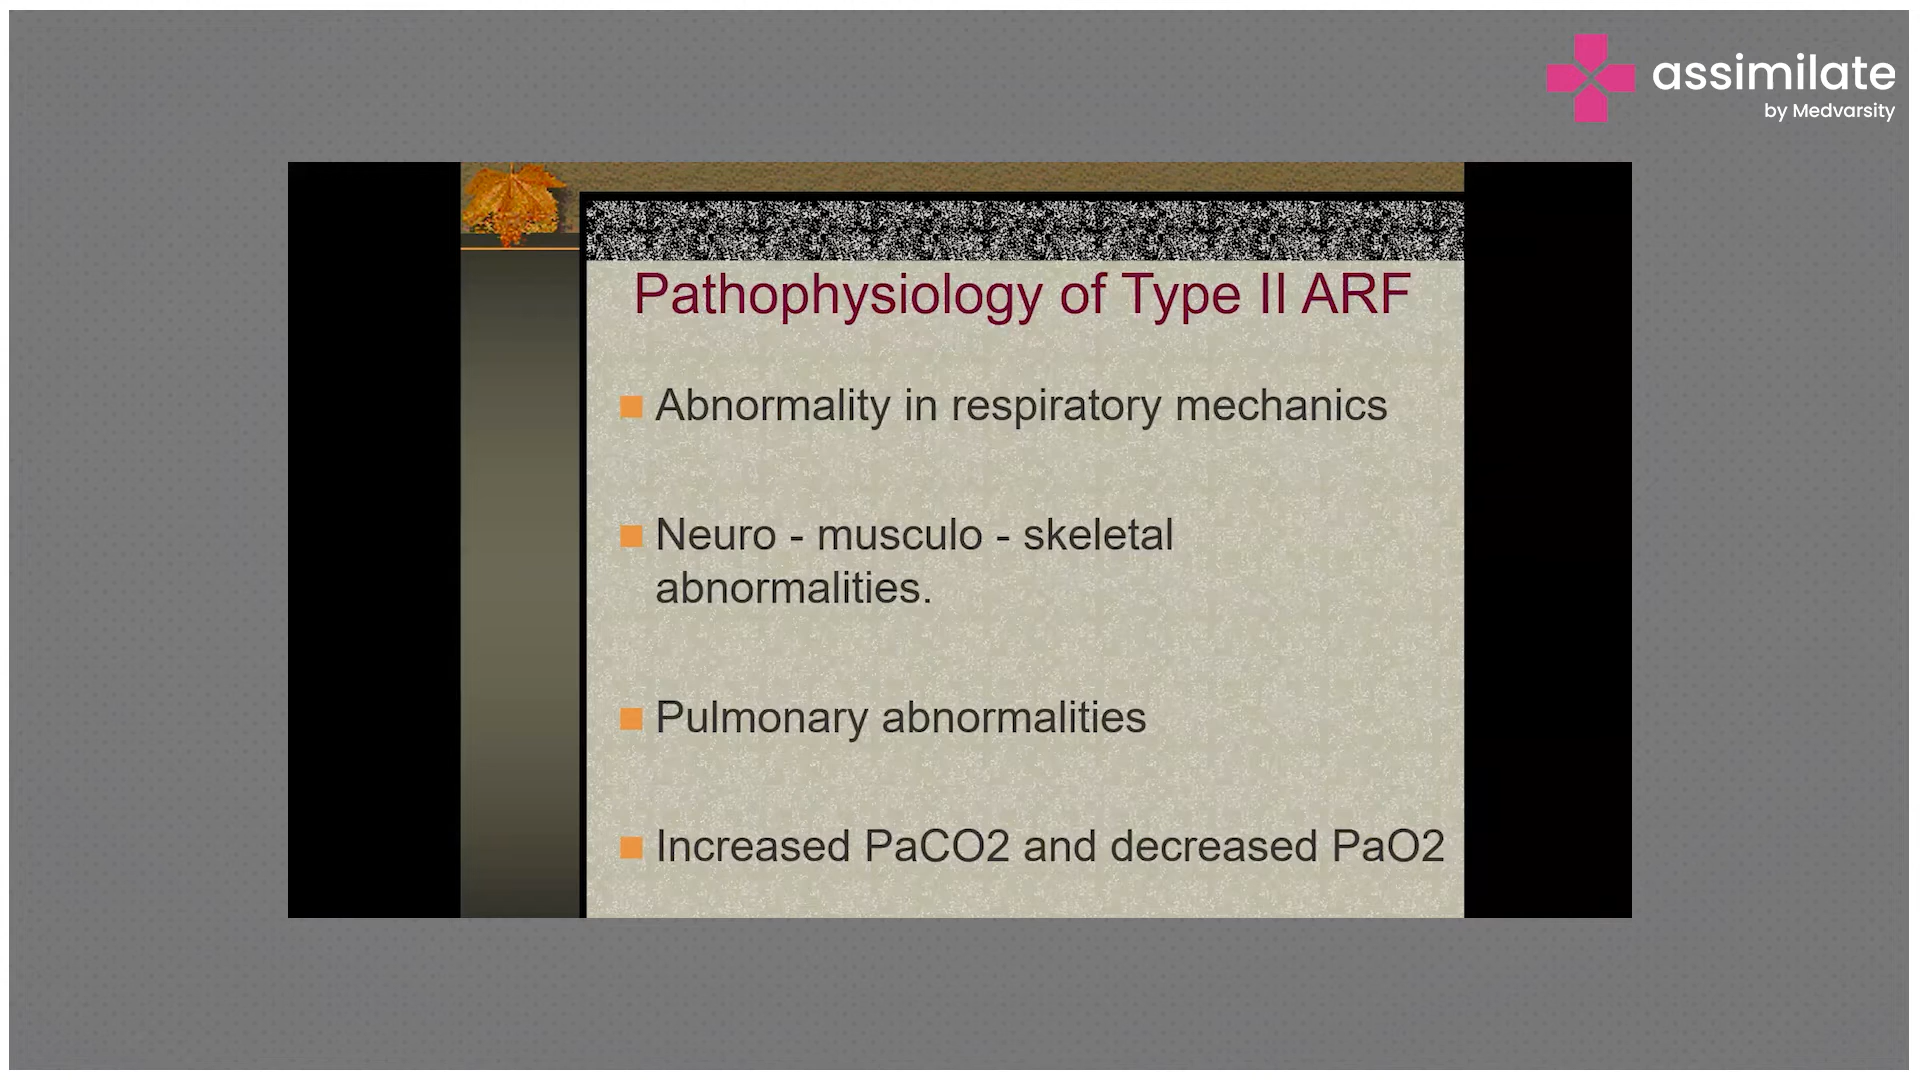 assimilate
by Medvarsity
Pathophysiology of Type II ARF
Abnormality in respiratory mechanics
Neuro - musculo - skeletal
abnormalities.
Pulmonary abnormalities
Increased PaCO2 and decreased PaO2